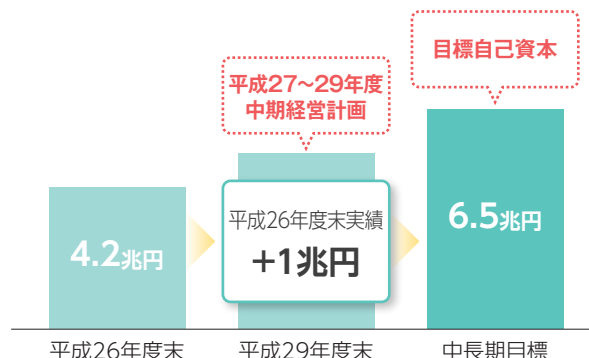 目標自己資本
平成27〜29年度
中期経営計画
平成26年度末実績
+1兆円
4.2兆円
6.5兆円
平成26年度末
平成29年度末
中長期目標